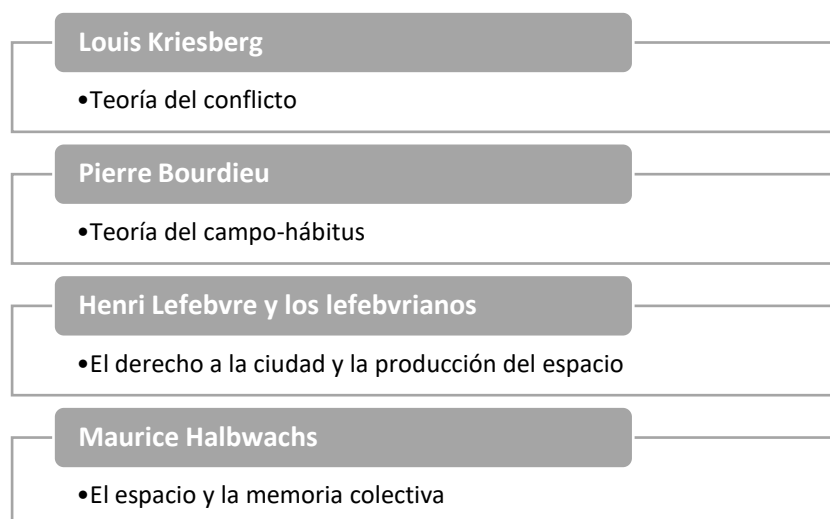 Louis Kriesberg
•Teoría del conflicto
Pierre Bourdieu
•Teoría del campo-hábitus
Henri Lefebvre y los lefebvrianos
•El derecho a la ciudad y la producción del espacio
Maurice Halbwachs
•El espacio y la memoria colectiva